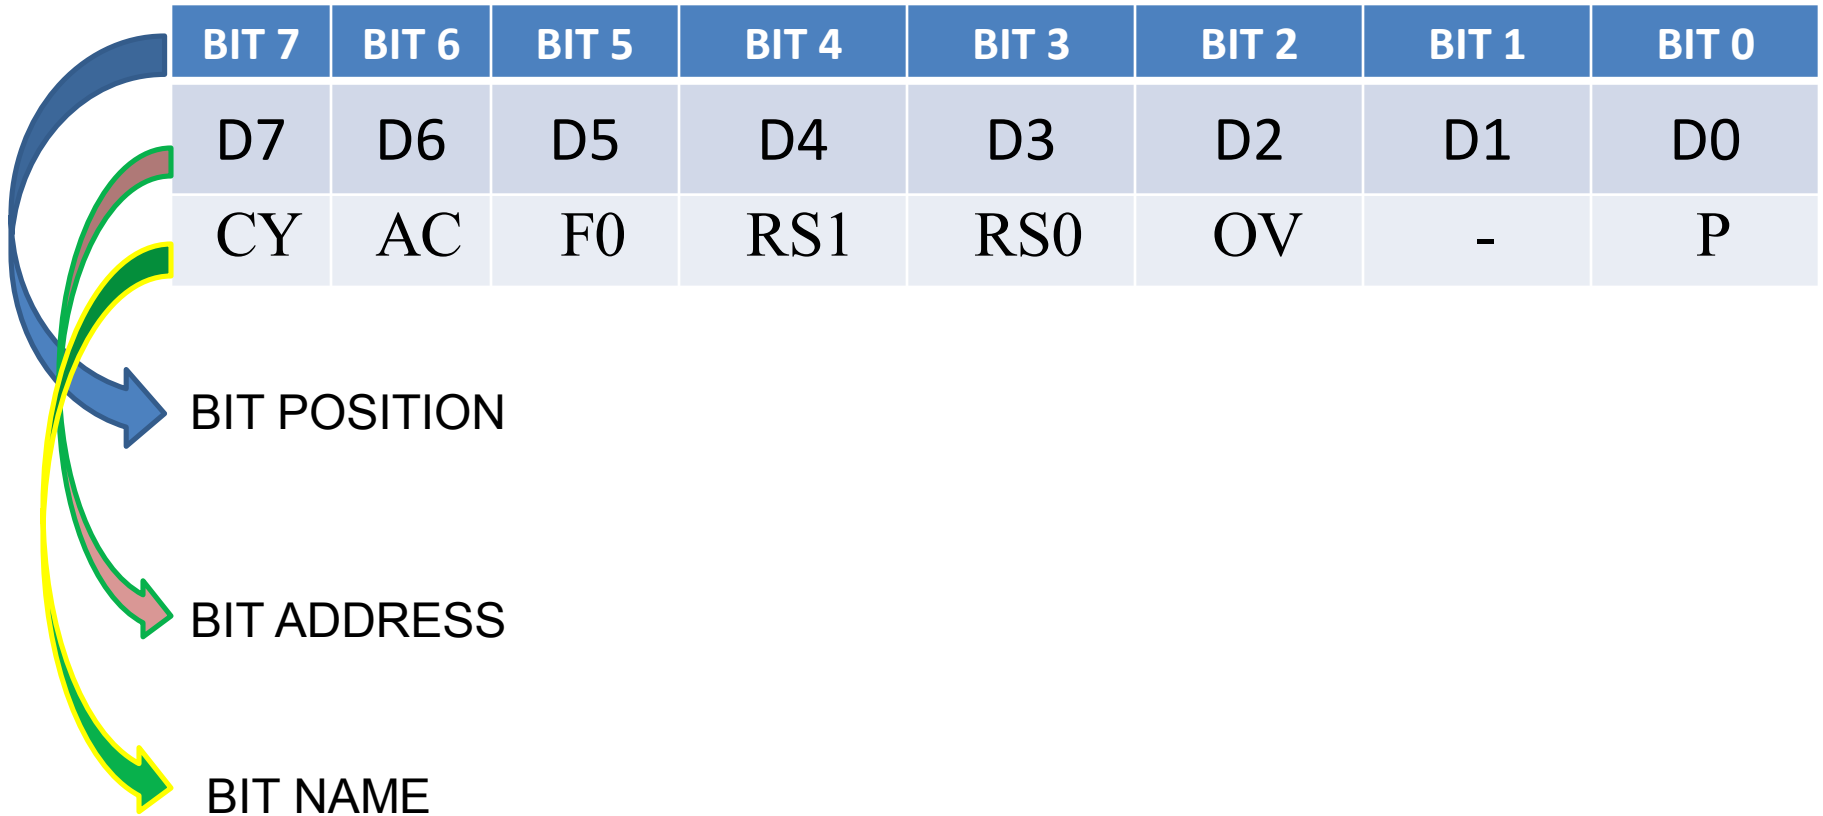 BIT 7 BIT 6 BIT 5 BIT 4 BIT 3 BIT 2 BIT 1 BIT 0
D7 D6 D5 D4 D3 D2 D1 D0
CY AC F0 RS1 RS0 OV - P
BIT POSITION
BIT ADDRESS
BIT NAME